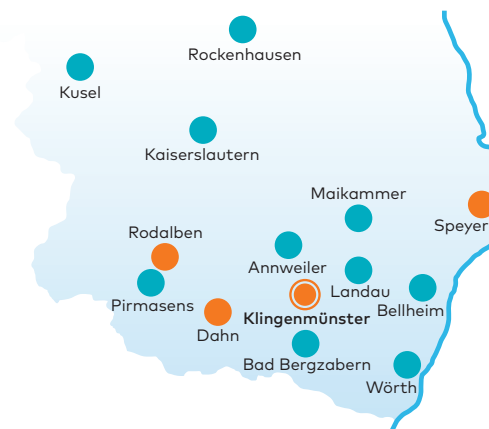 Rockenhausen
Kusel
Kaiserslautern
Maikammer
Speyer
Rodalben
Annweiler
Landau
Pirmasens
Bellheim
Klingenmünster
Dahn
Bad Bergzabern
Wörth